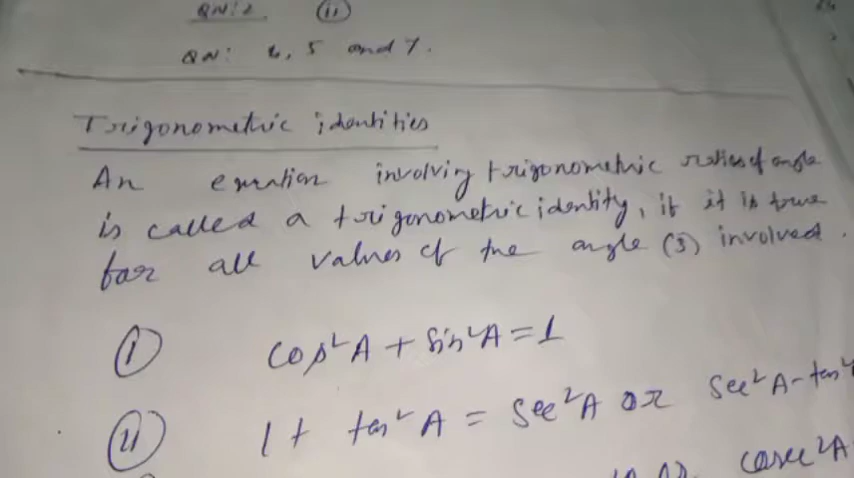 QN: 2 (ii)
QN: 6, 5 and 7.
Trigonometric identities
An equation involving trigonometric ratios of angle
is called a trigonometric identity, if it is true
for all values of the angle (s) involved.
(i) cos²A + sin²A = 1
(ii) 1 + tan²A = sec²A or sec²A - tan²
cosec²A